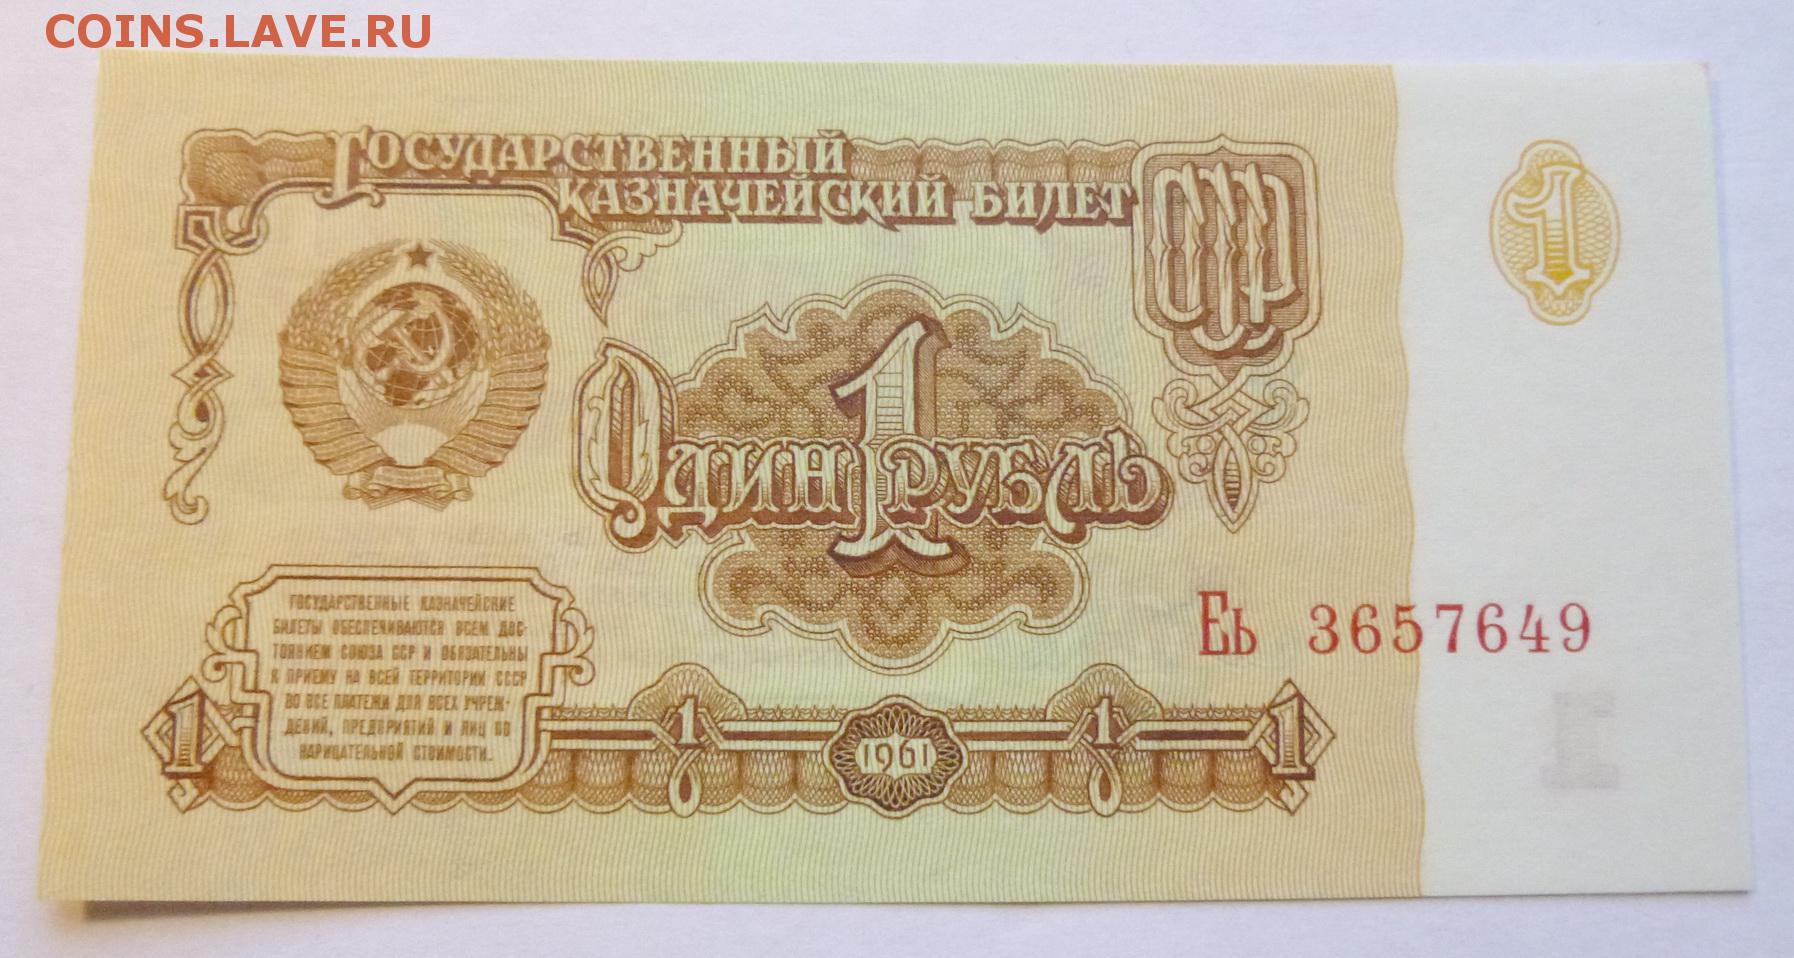 COINS.LAVE.RU
ГОСУДАРСТВЕННЫЙ
КАЗНАЧЕЙСКИЙ БИЛЕТ
СССР
1
1
ОДИН РУБЛЬ
ГОСУДАРСТВЕННЫЕ КАЗНАЧЕЙСКИЕ
БИЛЕТЫ ОБЕСПЕЧИВАЮТСЯ ВСЕМ ДОС-
ТОЯНИЕМ СОЮЗА ССР И ОБЯЗАТЕЛЬНЫ
К ПРИЕМУ НА ВСЕЙ ТЕРРИТОРИИ СССР
ВО ВСЕ ПЛАТЕЖИ ДЛЯ ВСЕХ УЧРЕЖ-
ДЕНИЙ, ПРЕДПРИЯТИЙ И ЛИЦ ПО
НАРИЦАТЕЛЬНОЙ СТОИМОСТИ.
Еь 3657649
1 1 1961 1 1
1